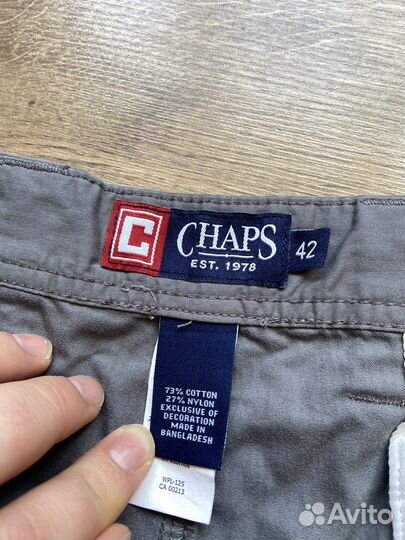 C CHAPS
EST. 1978
42
73% COTTON
27% NYLON
EXCLUSIVE OF
DECORATION
MADE IN
BANGLADESH
WPL-125
CA 00213
Avito